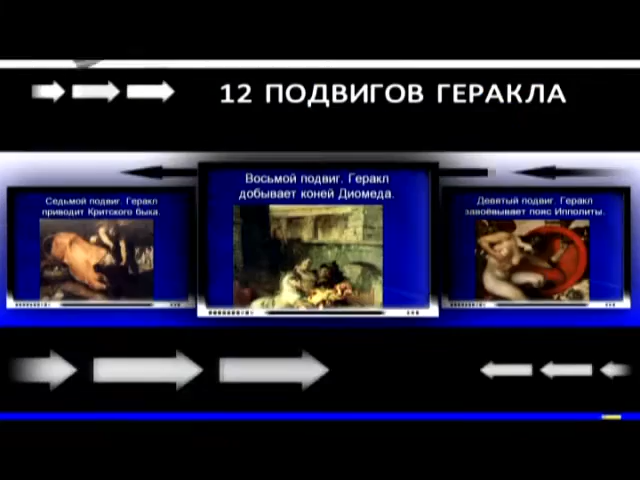 12 ПОДВИГОВ ГЕРАКЛА
Седьмой подвиг. Геракл
приводит Критского быка.
Восьмой подвиг. Геракл
добывает коней Диомеда.
Девятый подвиг. Геракл
завоёвывает пояс Ипполиты.